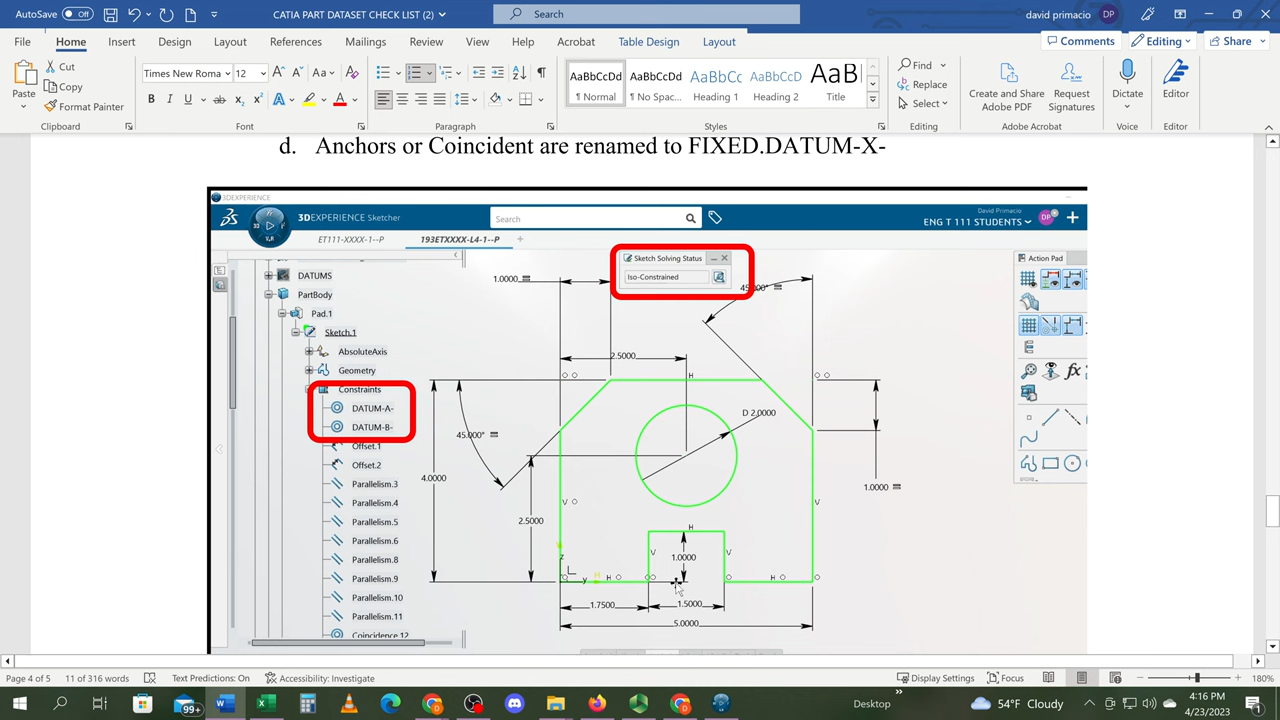 AutoSave Off CATIA PART DATASET CHECK LIST (2) Search david primacio DP
File Home Insert Design Layout References Mailings Review View Help Acrobat Table Design Layout Comments Editing Share
Paste Cut Copy Format Painter
Times New Roma 12 A A Aa
B I U ab x2 x2 A A
AaBbCcDd AaBbCcDd AaBbCc AaBbCcD AaB
¶ Normal ¶ No Spac... Heading 1 Heading 2 Title
Find Replace Select
Create and Share Adobe PDF Request Signatures Dictate Editor
Clipboard Font Paragraph Styles Editing Adobe Acrobat Voice Editor
d. Anchors or Coincident are renamed to FIXED.DATUM-X-
3DEXPERIENCE
3DEXPERIENCE Sketcher Search David Primacio
ENG T 111 STUDENTS DP
ET111-XXXX-1--P 193ETXXXX-L4-1--P
DATUMS
PartBody
Pad.1
Sketch.1
AbsoluteAxis
Geometry
Constraints
DATUM-A-
DATUM-B-
Offset.1
Offset.2
Parallelism.3
Parallelism.4
Parallelism.5
Parallelism.6
Parallelism.8
Parallelism.9
Parallelism.10
Parallelism.11
Coincidence.12
Sketch Solving Status
Iso-Constrained
Action Pad
1.0000
45.000°
2.5000
H
D 2.0000
45.000°
4.0000
1.0000
V
V
2.5000
H
V
V
1.0000
z
y
H
H
H
1.7500
1.5000
5.0000
Page 4 of 5 11 of 316 words Text Predictions: On Accessibility: Investigate Display Settings Focus 180%
99+ Desktop 54°F Cloudy 4:16 PM
4/23/2023